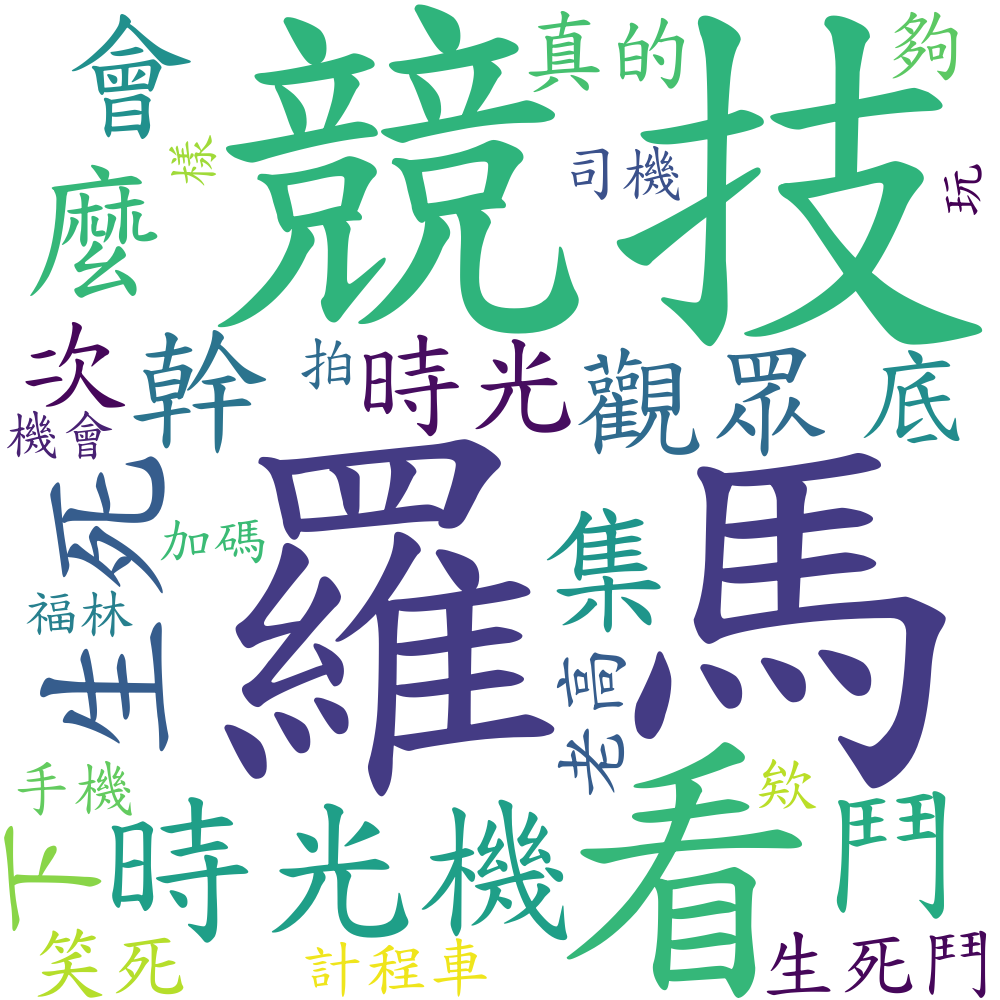 會
競技
真的
夠
樣
司機
玩
麼
次
幹
拍
時光
觀眾
底
機會
生死
羅馬
加碼
集
福林
老高
看
手機
欸
下
時光機
鬥
笑死
計程車
生死鬥